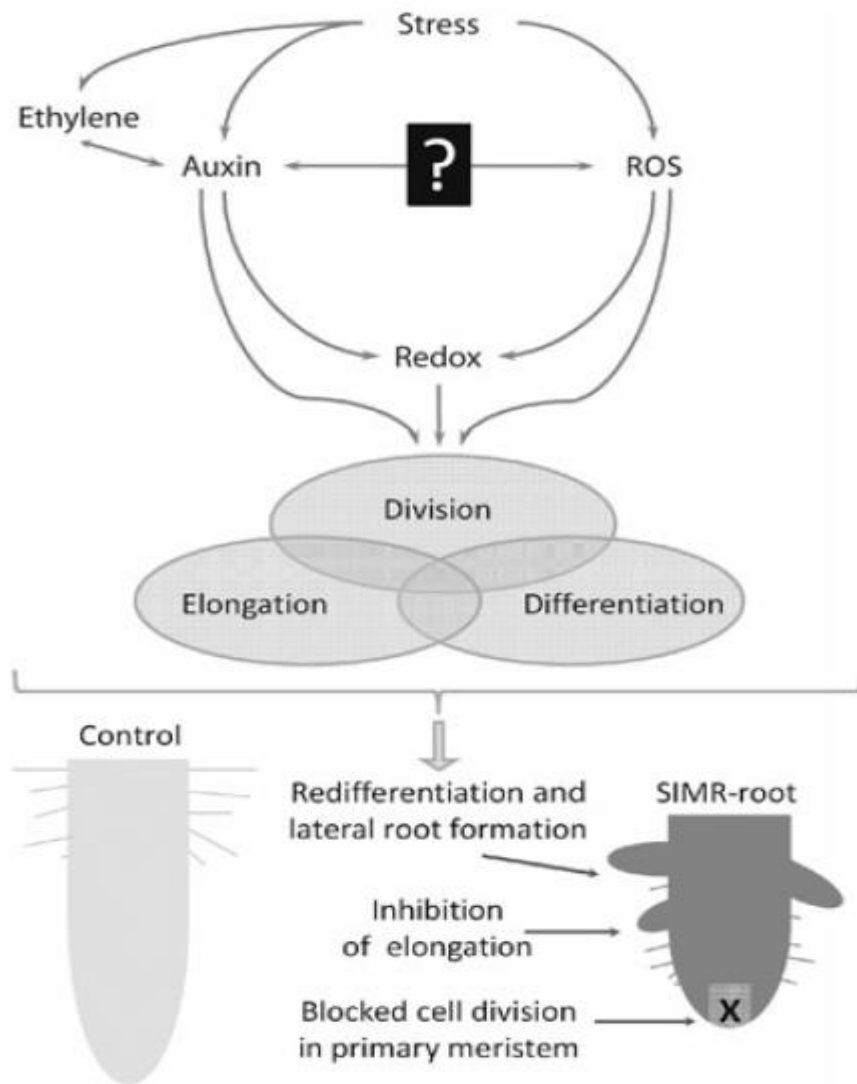 Stress
Ethylene
Auxin
?
ROS
Redox
Division
Elongation
Differentiation
Control
Redifferentiation and
lateral root formation
SIMR-root
Inhibition
of elongation
Blocked cell division
in primary meristem
X